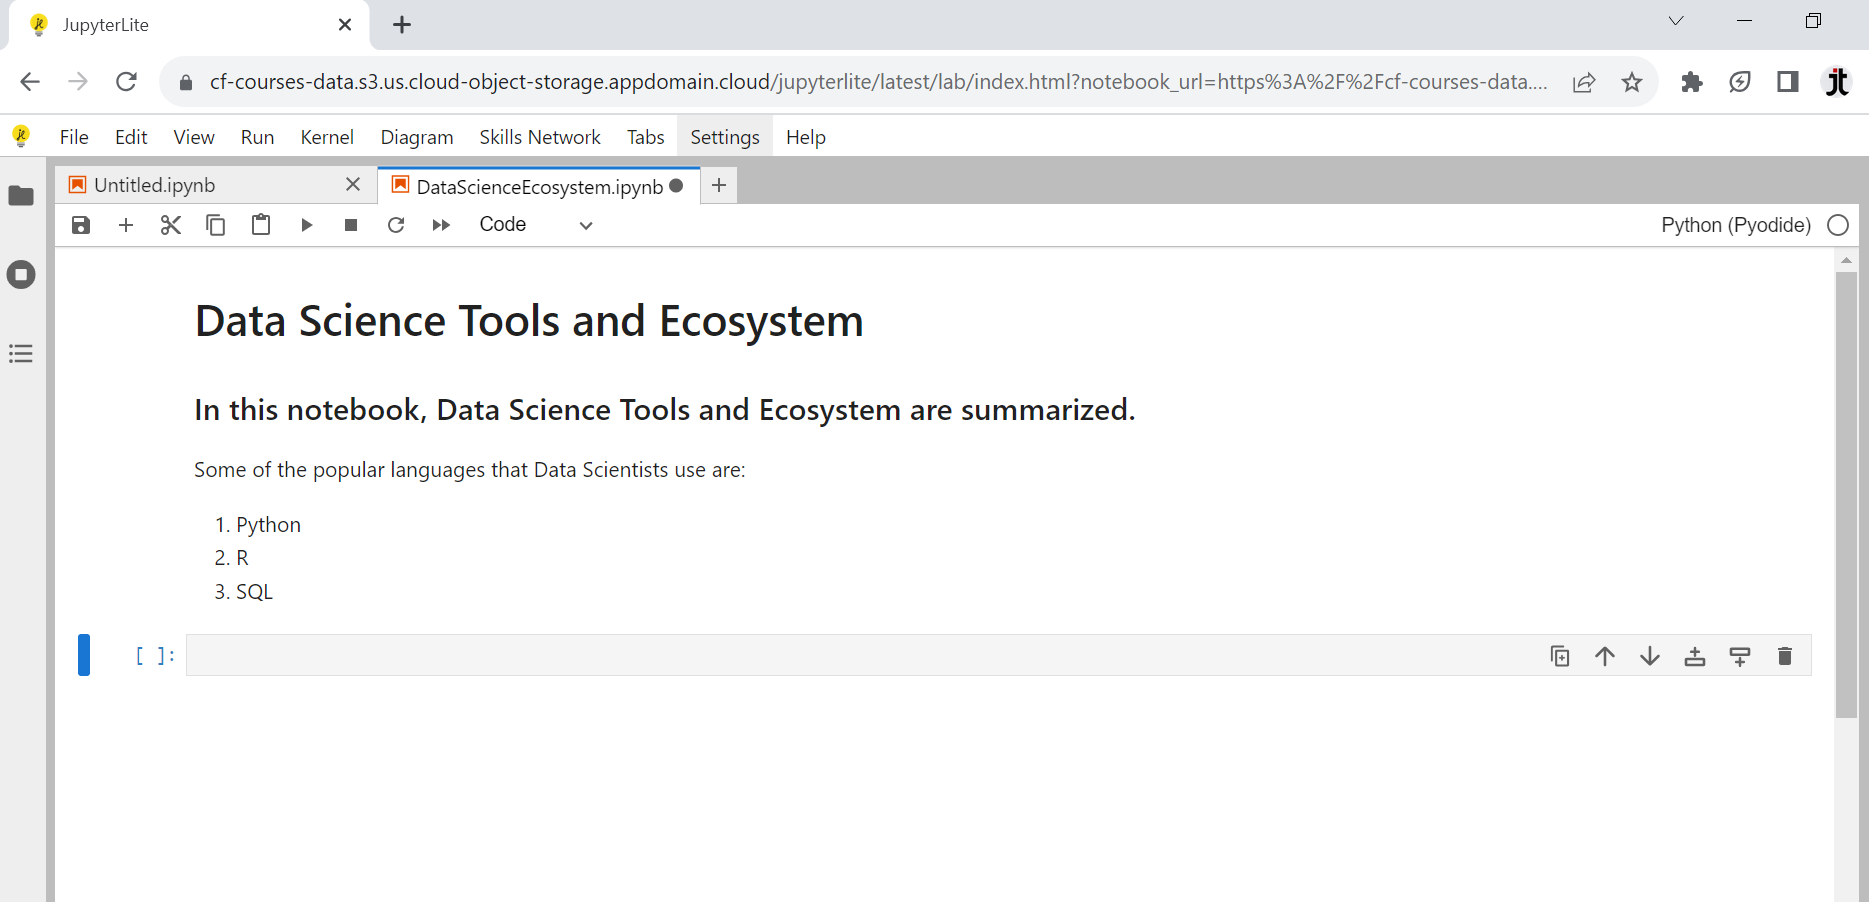 JupyterLite
cf-courses-data.s3.us.cloud-object-storage.appdomain.cloud/jupyterlite/latest/lab/index.html?notebook_url=https%3A%2F%2Fcf-courses-data....
jt
File Edit View Run Kernel Diagram Skills Network Tabs Settings Help
Untitled.ipynb DataScienceEcosystem.ipynb
Code Python (Pyodide)
Data Science Tools and Ecosystem
In this notebook, Data Science Tools and Ecosystem are summarized.
Some of the popular languages that Data Scientists use are:
1. Python
2. R
3. SQL
[ ]: